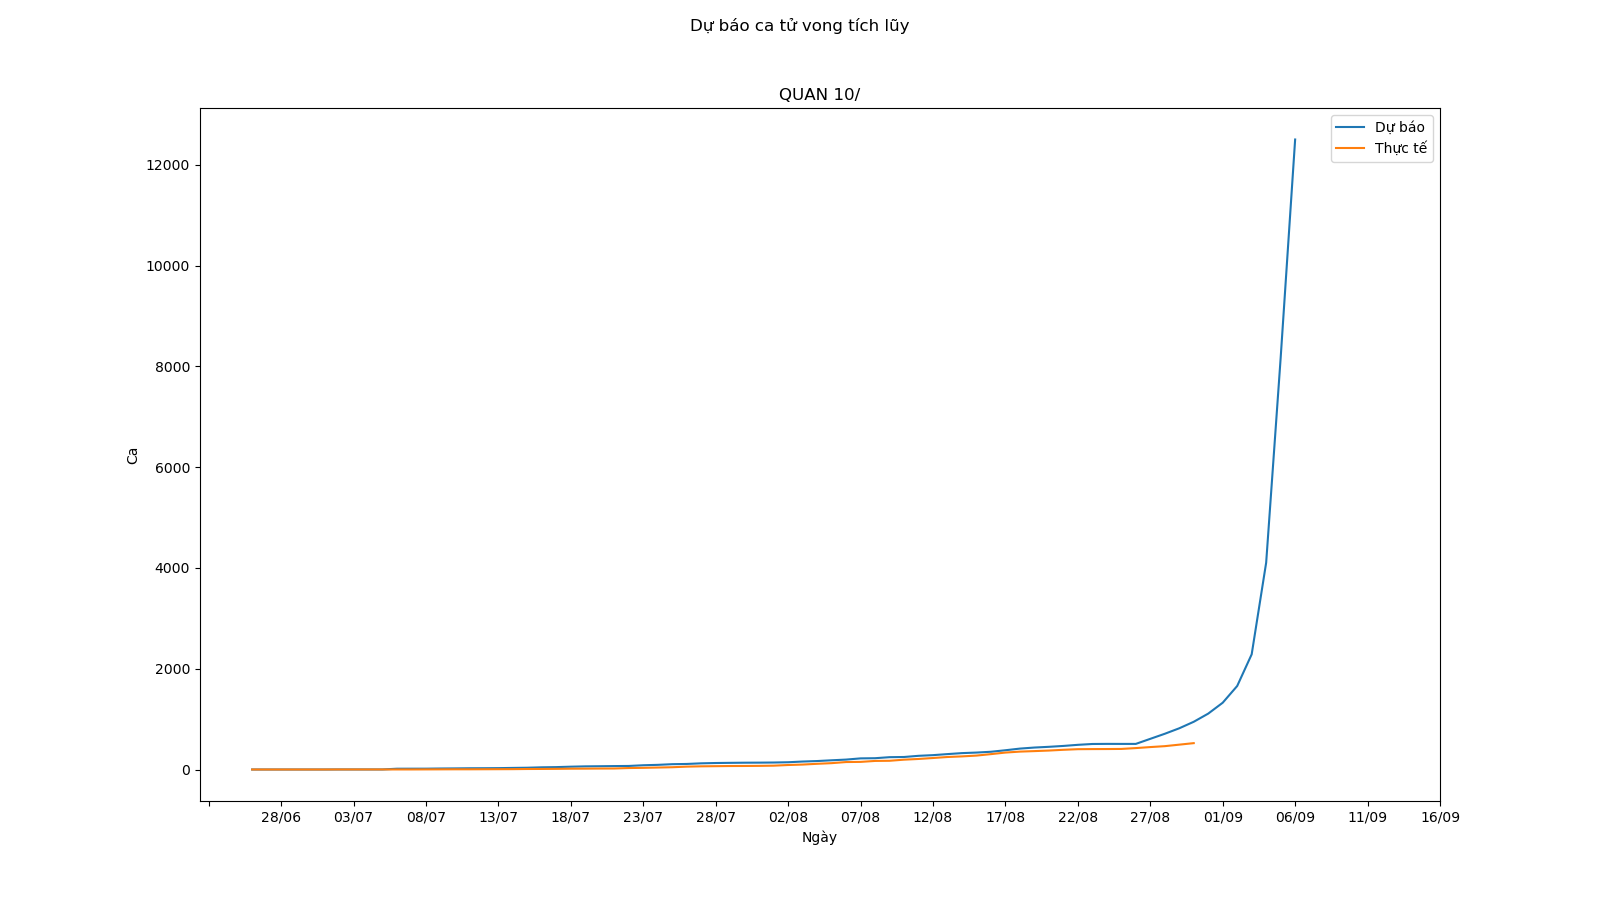 Dự báo ca tử vong tích lũy
QUAN 10/
Dự báo
Thực tế
12000
10000
8000
6000
4000
2000
0
Ca
28/06 03/07 08/07 13/07 18/07 23/07 28/07 02/08 07/08 12/08 17/08 22/08 27/08 01/09 06/09 11/09 16/09
Ngày